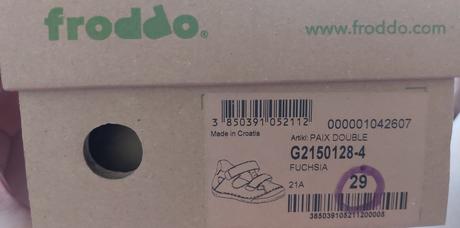 froddo®
www.froddo.com
3 850391 052112
000001042607
Made in Croatia
Artikl: PAIX DOUBLE
G2150128-4
FUCHSIA
21A
29
385039105211200005